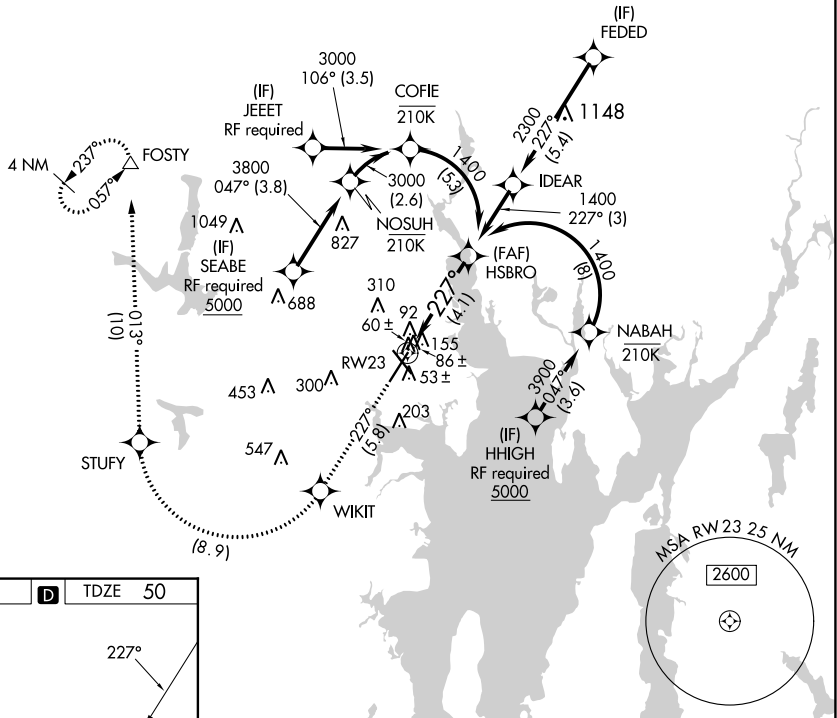 (IF)
FEDED
3000
106° (3.5)
COFIE
210K
(IF)
JEEET
RF required
2300
227°
(5.4)
1148
4 NM
237°
057°
FOSTY
3800
047° (3.8)
1400
(5.3)
IDEAR
3000
(2.6)
1400
227° (3)
NOSUH
210K
1049
827
(IF)
SEABE
RF required
5000
688
(FAF)
HSBRO
1400
(8)
310
227°
(4.1)
60 ±
92
155
86 ±
RW23
53 ±
NABAH
210K
013°
(10)
3900
047°
(3.6)
453
300
203
227°
(5.8)
(IF)
HHIGH
RF required
5000
STUFY
547
WIKIT
(8.9)
MSA RW23 25 NM
2600
D
TDZE 50
227°